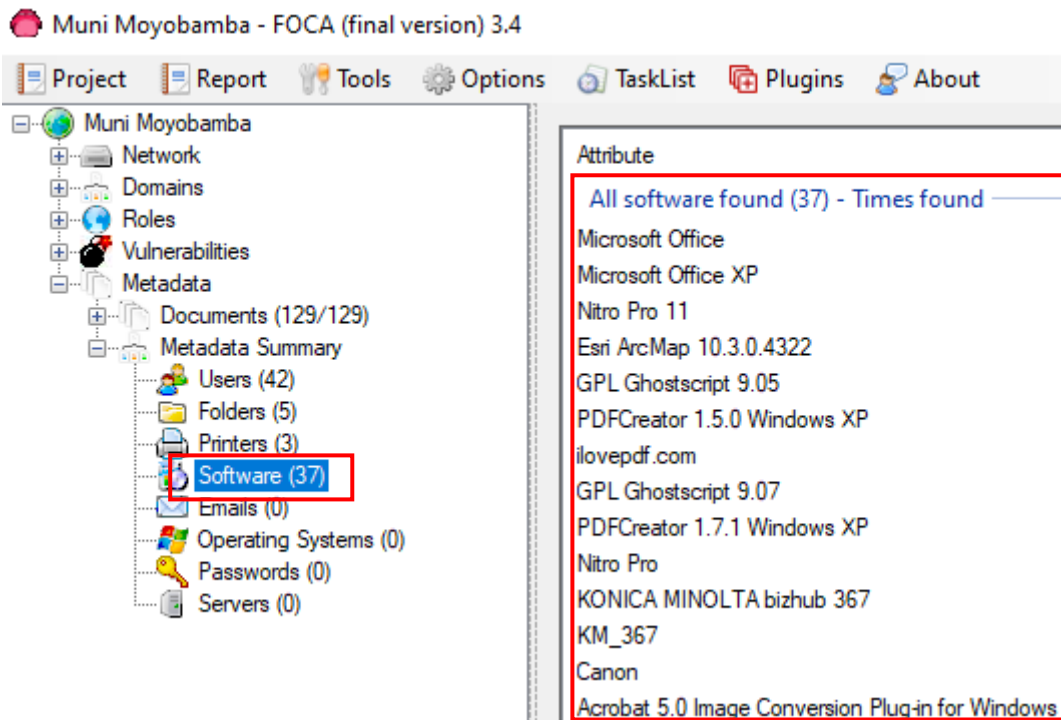 Muni Moyobamba - FOCA (final version) 3.4
Project Report Tools Options TaskList Plugins About
Muni Moyobamba
Network
Domains
Roles
Vulnerabilities
Metadata
Documents (129/129)
Metadata Summary
Users (42)
Folders (5)
Printers (3)
Software (37)
Emails (0)
Operating Systems (0)
Passwords (0)
Servers (0)
Attribute
All software found (37) - Times found
Microsoft Office
Microsoft Office XP
Nitro Pro 11
Esri ArcMap 10.3.0.4322
GPL Ghostscript 9.05
PDFCreator 1.5.0 Windows XP
ilovepdf.com
GPL Ghostscript 9.07
PDFCreator 1.7.1 Windows XP
Nitro Pro
KONICA MINOLTA bizhub 367
KM_367
Canon
Acrobat 5.0 Image Conversion Plug-in for Windows